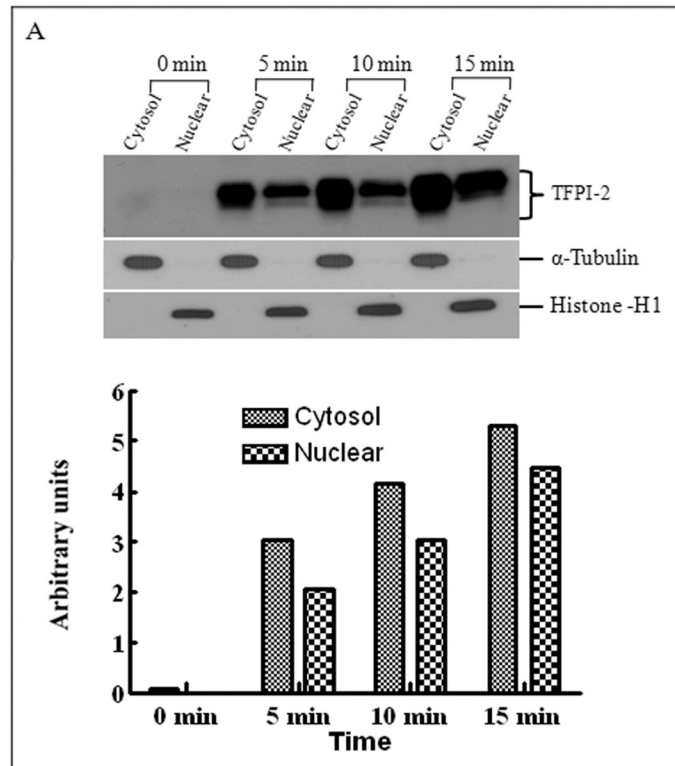 A
0 min 5 min 10 min 15 min
Cytosol Nuclear Cytosol Nuclear Cytosol Nuclear Cytosol Nuclear
TFPI-2
α-Tubulin
Histone -H1
6
5
4
3
2
1
0
Arbitrary units
Cytosol
Nuclear
0 min 5 min 10 min 15 min
Time